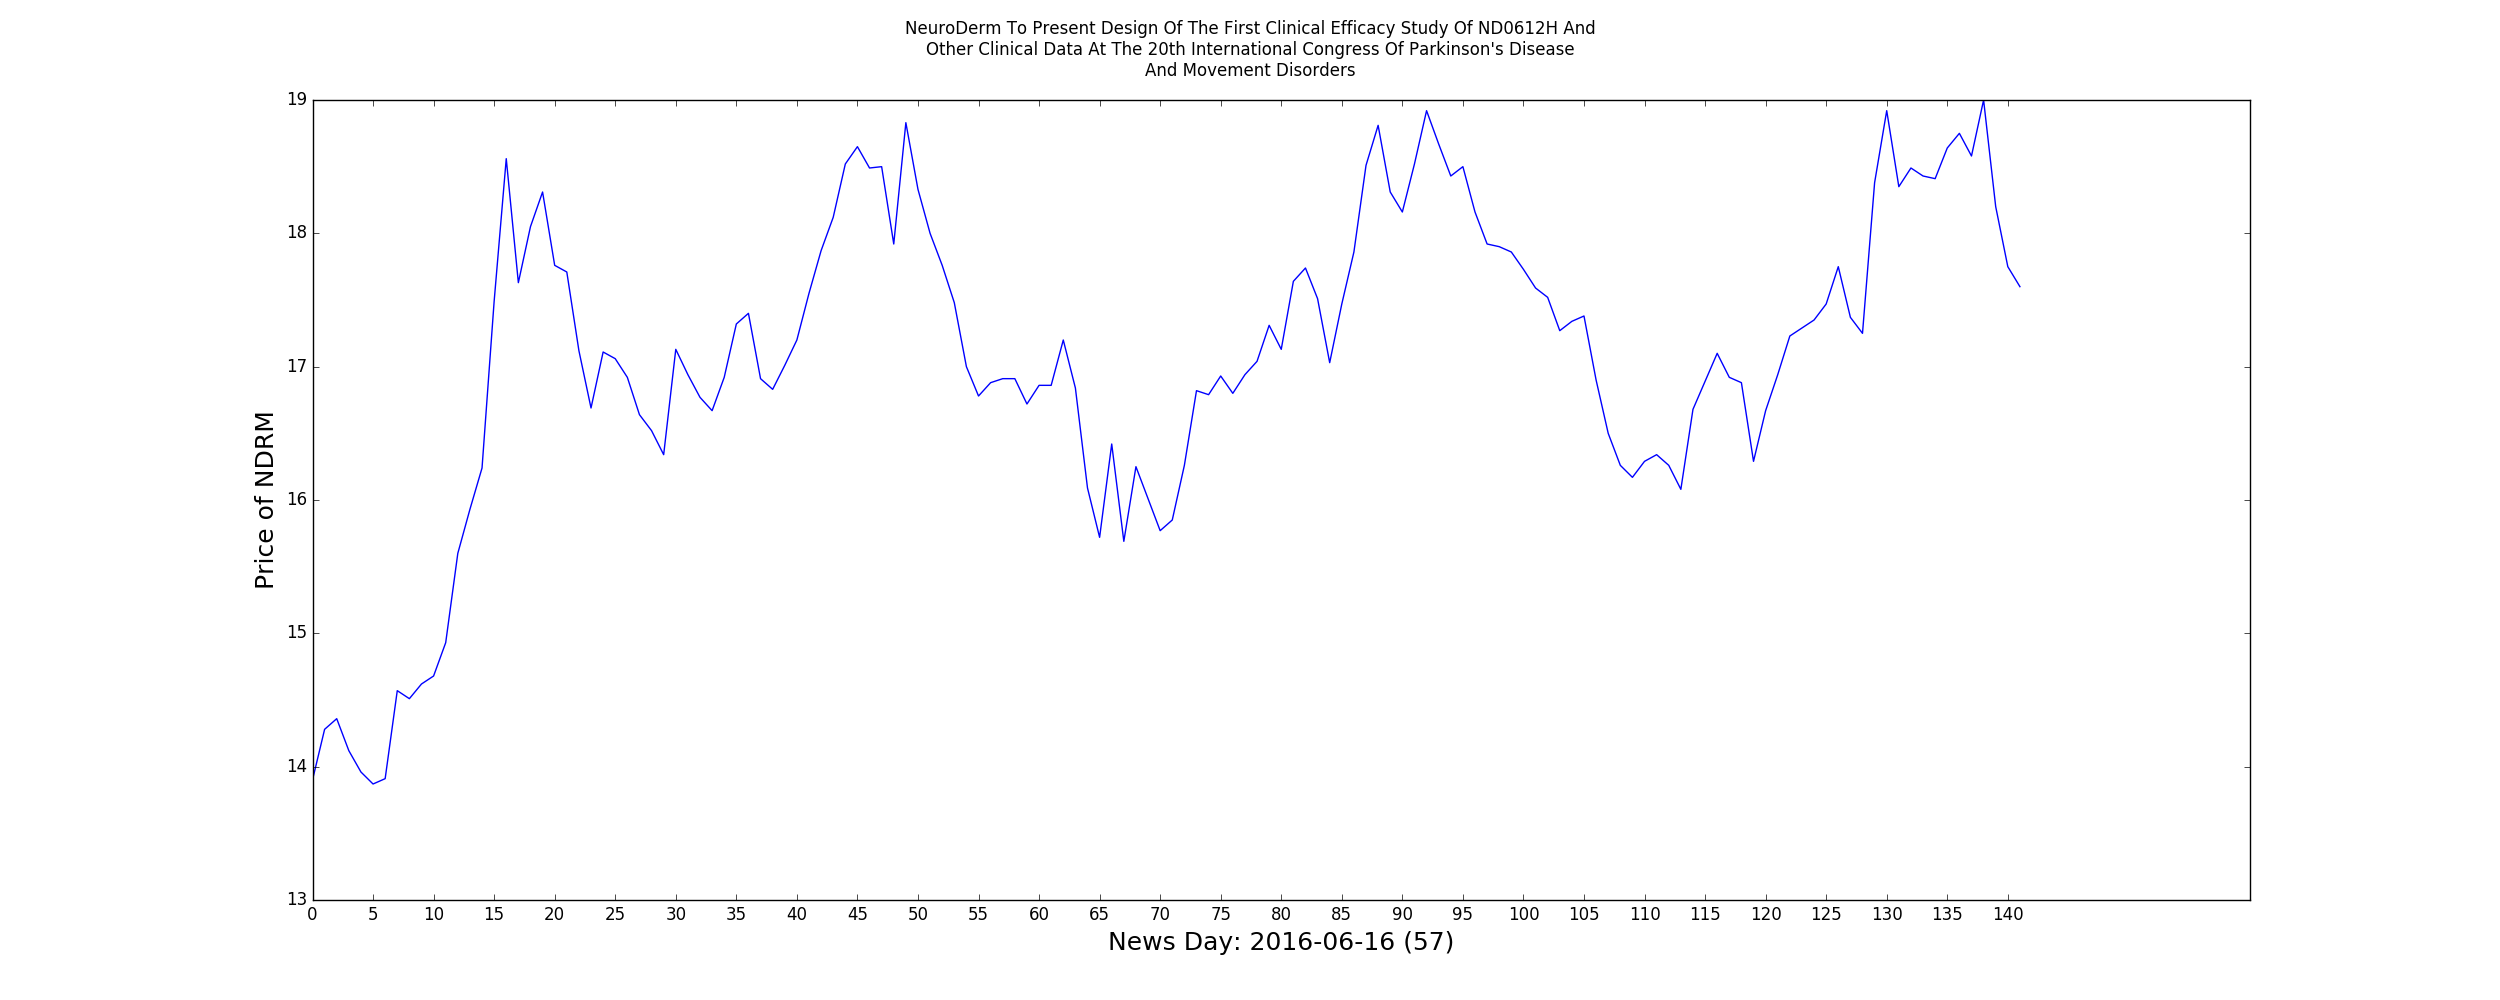 NeuroDerm To Present Design Of The First Clinical Efficacy Study Of ND0612H And
Other Clinical Data At The 20th International Congress Of Parkinson's Disease
And Movement Disorders
19
18
17
16
15
14
13
Price of NDRM
0 5 10 15 20 25 30 35 40 45 50 55 60 65 70 75 80 85 90 95 100 105 110 115 120 125 130 135 140
News Day: 2016-06-16 (57)